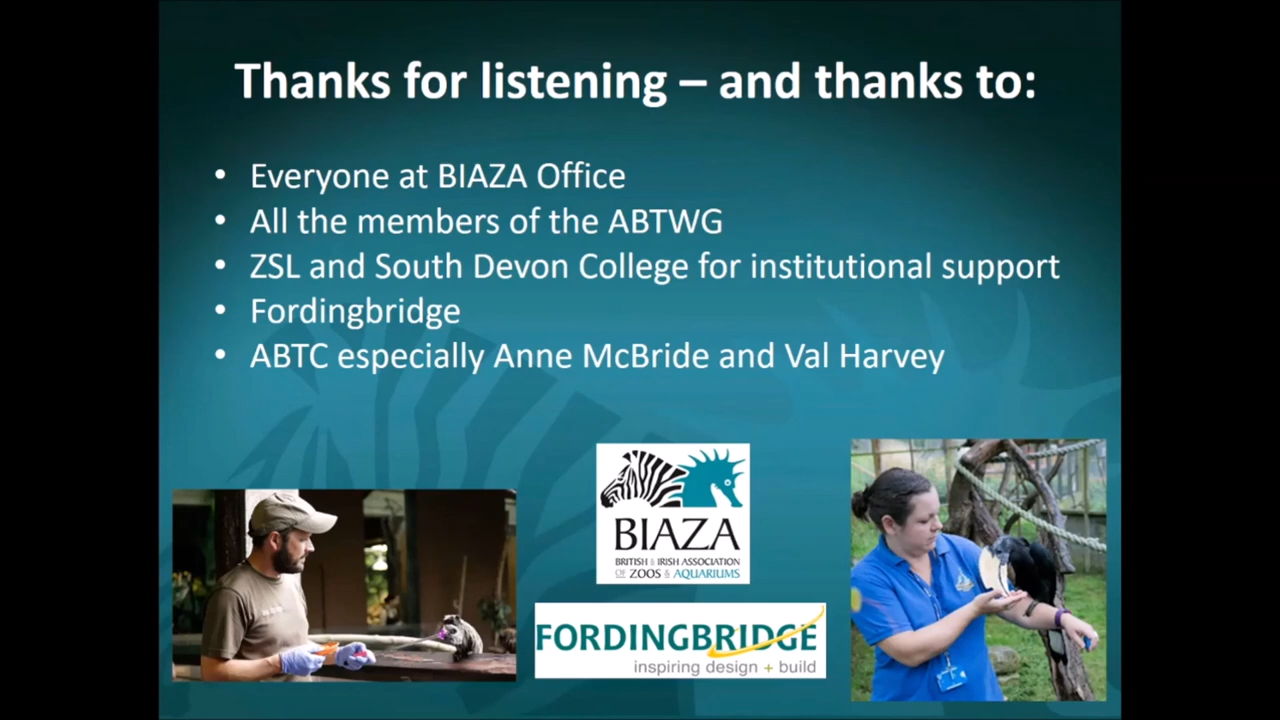 Thanks for listening – and thanks to:
• Everyone at BIAZA Office
• All the members of the ABTWG
• ZSL and South Devon College for institutional support
• Fordingbridge
• ABTC especially Anne McBride and Val Harvey
BIAZA
BRITISH & IRISH ASSOCIATION
OF ZOOS & AQUARIUMS
FORDINGBRIDGE
inspiring design + build